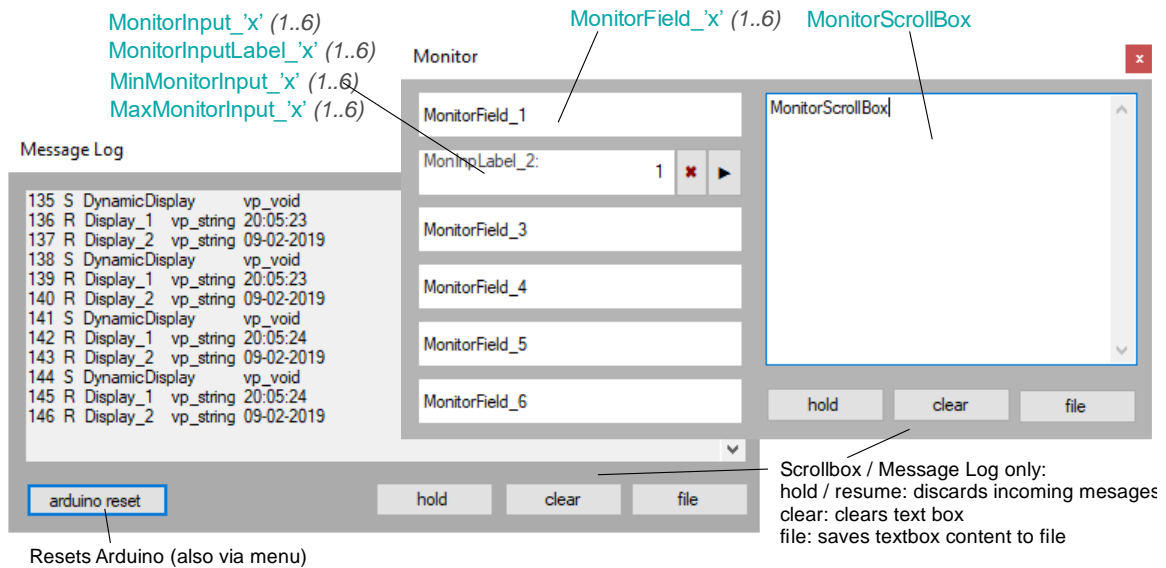 MonitorInput_’x’ (1..6)
MonitorInputLabel_’x’ (1..6)
MinMonitorInput_’x’ (1..6)
MaxMonitorInput_’x’ (1..6)
MonitorField_’x’ (1..6)
MonitorScrollBox
Monitor
x
MonitorField_1
MonInpLabel_2:
1
MonitorField_3
MonitorField_4
MonitorField_5
MonitorField_6
MonitorScrollBox
hold clear file
Message Log
135 S DynamicDisplay vp_void
136 R Display_1 vp_string 20:05:23
137 R Display_2 vp_string 09-02-2019
138 S DynamicDisplay vp_void
139 R Display_1 vp_string 20:05:23
140 R Display_2 vp_string 09-02-2019
141 S DynamicDisplay vp_void
142 R Display_1 vp_string 20:05:24
143 R Display_2 vp_string 09-02-2019
144 S DynamicDisplay vp_void
145 R Display_1 vp_string 20:05:24
146 R Display_2 vp_string 09-02-2019
arduino reset hold clear file
Resets Arduino (also via menu)
Scrollbox / Message Log only:
hold / resume: discards incoming mesages
clear: clears text box
file: saves textbox content to file